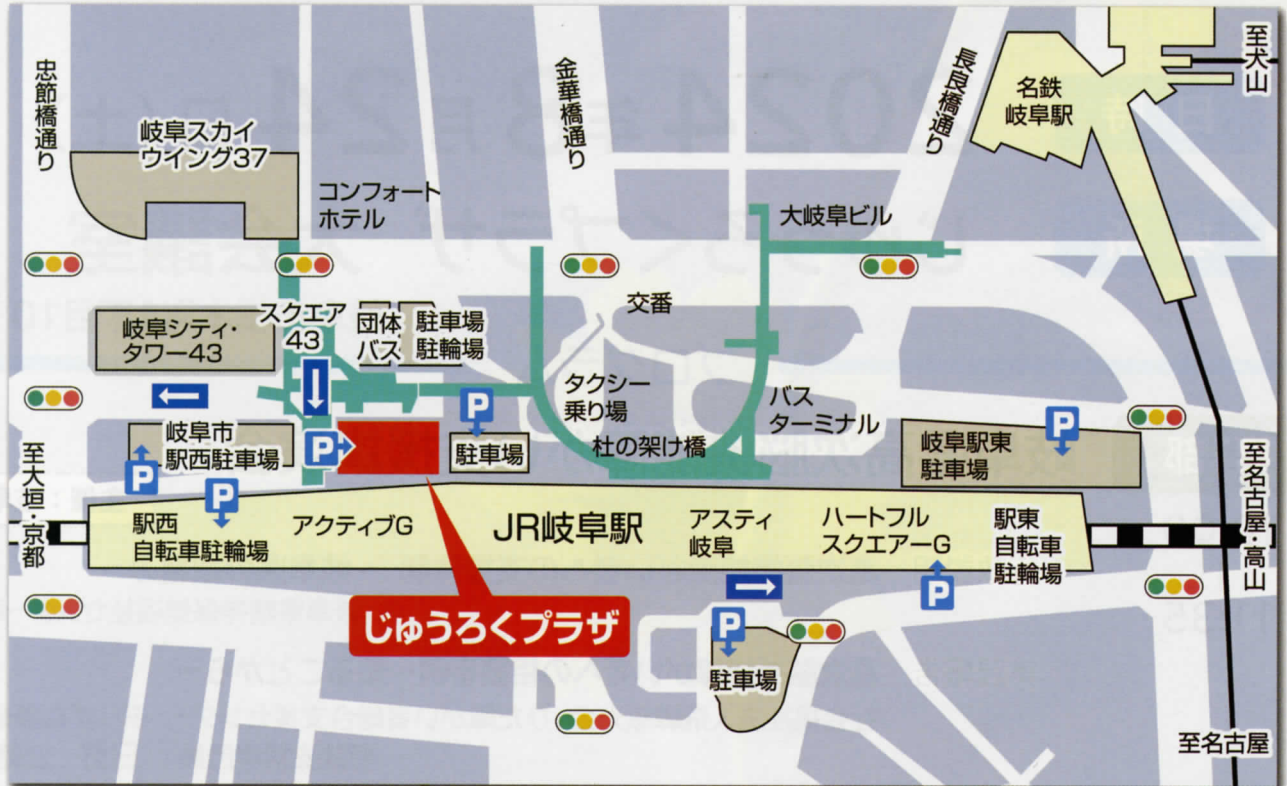 忠節橋通り
金華橋通り
長良橋通り
名鉄
岐阜駅
至犬山
岐阜スカイ
ウイング37
コンフォート
ホテル
大岐阜ビル
交番
岐阜シティ・
タワー43
スクエア
43
団体
バス
駐車場
駐輪場
タクシー
乗り場
バス
ターミナル
杜の架け橋
P
P
P
岐阜市
駅西駐車場
P
駐車場
岐阜駅東
駐車場
至大垣・京都
P
駅西
自転車駐輪場
アクティブG
JR岐阜駅
アスティ
岐阜
ハートフル
スクエアーG
駅東
自転車
駐輪場
至名古屋・高山
P
P
じゅうろくプラザ
駐車場
至名古屋